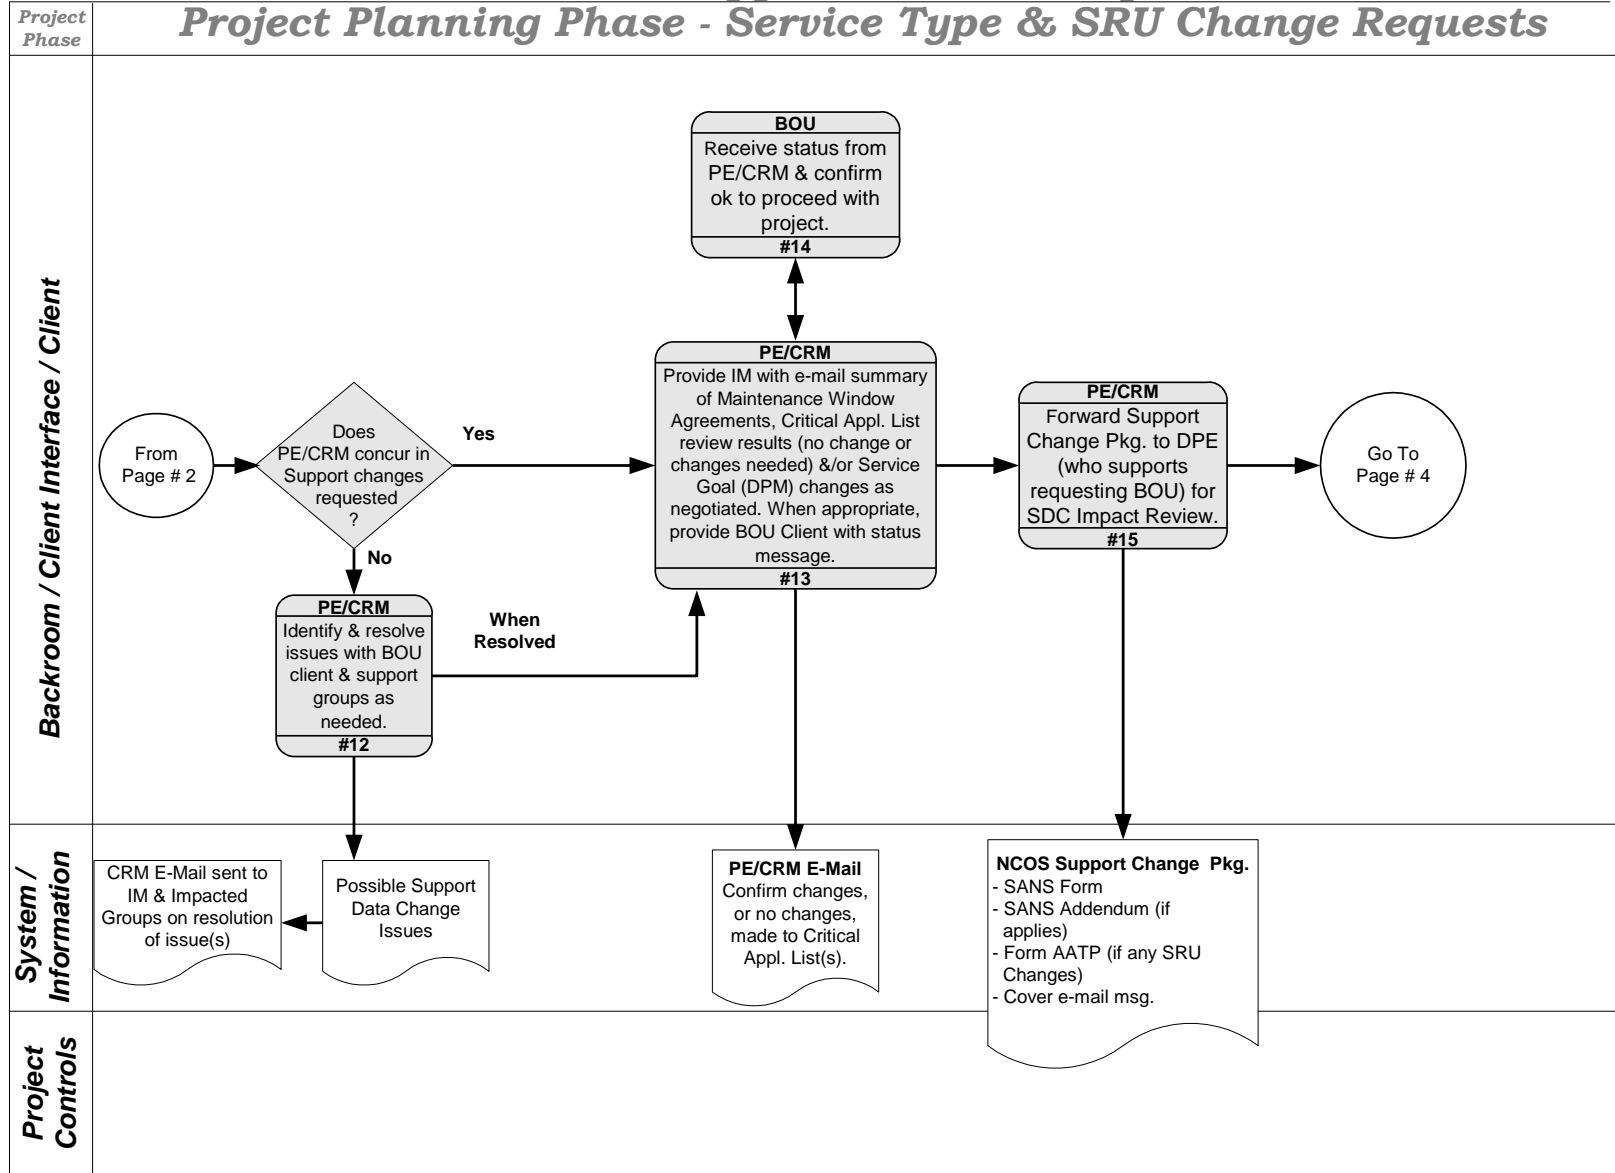 Project
Phase
Project Planning Phase - Service Type & SRU Change Requests
Backroom / Client Interface / Client
BOU
Receive status from
PE/CRM & confirm
ok to proceed with
project.
#14
From
Page # 2
Does
PE/CRM concur in
Support changes
requested
?
Yes
No
PE/CRM
Identify & resolve
issues with BOU
client & support
groups as
needed.
#12
When
Resolved
PE/CRM
Provide IM with e-mail summary
of Maintenance Window
Agreements, Critical Appl. List
review results (no change or
changes needed) &/or Service
Goal (DPM) changes as
negotiated. When appropriate,
provide BOU Client with status
message.
#13
PE/CRM
Forward Support
Change Pkg. to DPE
(who supports
requesting BOU) for
SDC Impact Review.
#15
Go To
Page # 4
System /
Information
CRM E-Mail sent to
IM & Impacted
Groups on resolution
of issue(s)
Possible Support
Data Change
Issues
PE/CRM E-Mail
Confirm changes,
or no changes,
made to Critical
Appl. List(s).
NCOS Support Change Pkg.
- SANS Form
- SANS Addendum (if
applies)
- Form AATP (if any SRU
Changes)
- Cover e-mail msg.
Project
Controls